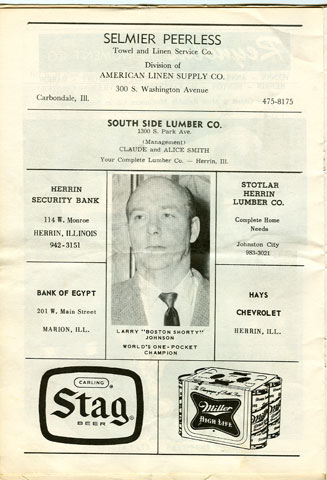 SELMIER PEERLESS
Towel and Linen Service Co.
Division of
AMERICAN LINEN SUPPLY CO.
300 S. Washington Avenue
Carbondale, Ill.
475-8175
SOUTH SIDE LUMBER CO.
1300 S. Park Ave.
(Management)
CLAUDE and ALICE SMITH
Your Complete Lumber Co. — Herrin, Ill.
HERRIN
SECURITY BANK
114 W. Monroe
HERRIN, ILLINOIS
942-3151
BANK OF EGYPT
201 W. Main Street
MARION, ILL.
LARRY "BOSTON SHORTY"
JOHNSON
WORLD'S ONE-POCKET
CHAMPION
STOTLAR
HERRIN
LUMBER CO.
Complete Home
Needs
Johnston City
983-3021
HAYS
CHEVROLET
HERRIN, ILL.
CARLING
Stag
BEER
Miller
HIGH LIFE